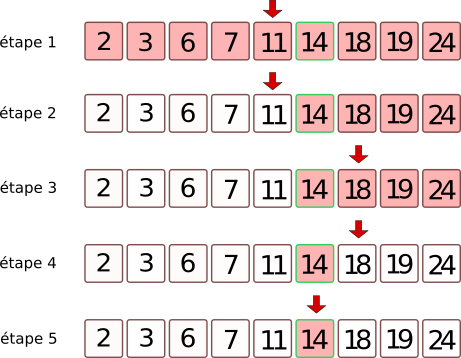 étape 1 2 3 6 7 11 14 18 19 24
étape 2 2 3 6 7 11 14 18 19 24
étape 3 2 3 6 7 11 14 18 19 24
étape 4 2 3 6 7 11 14 18 19 24
étape 5 2 3 6 7 11 14 18 19 24